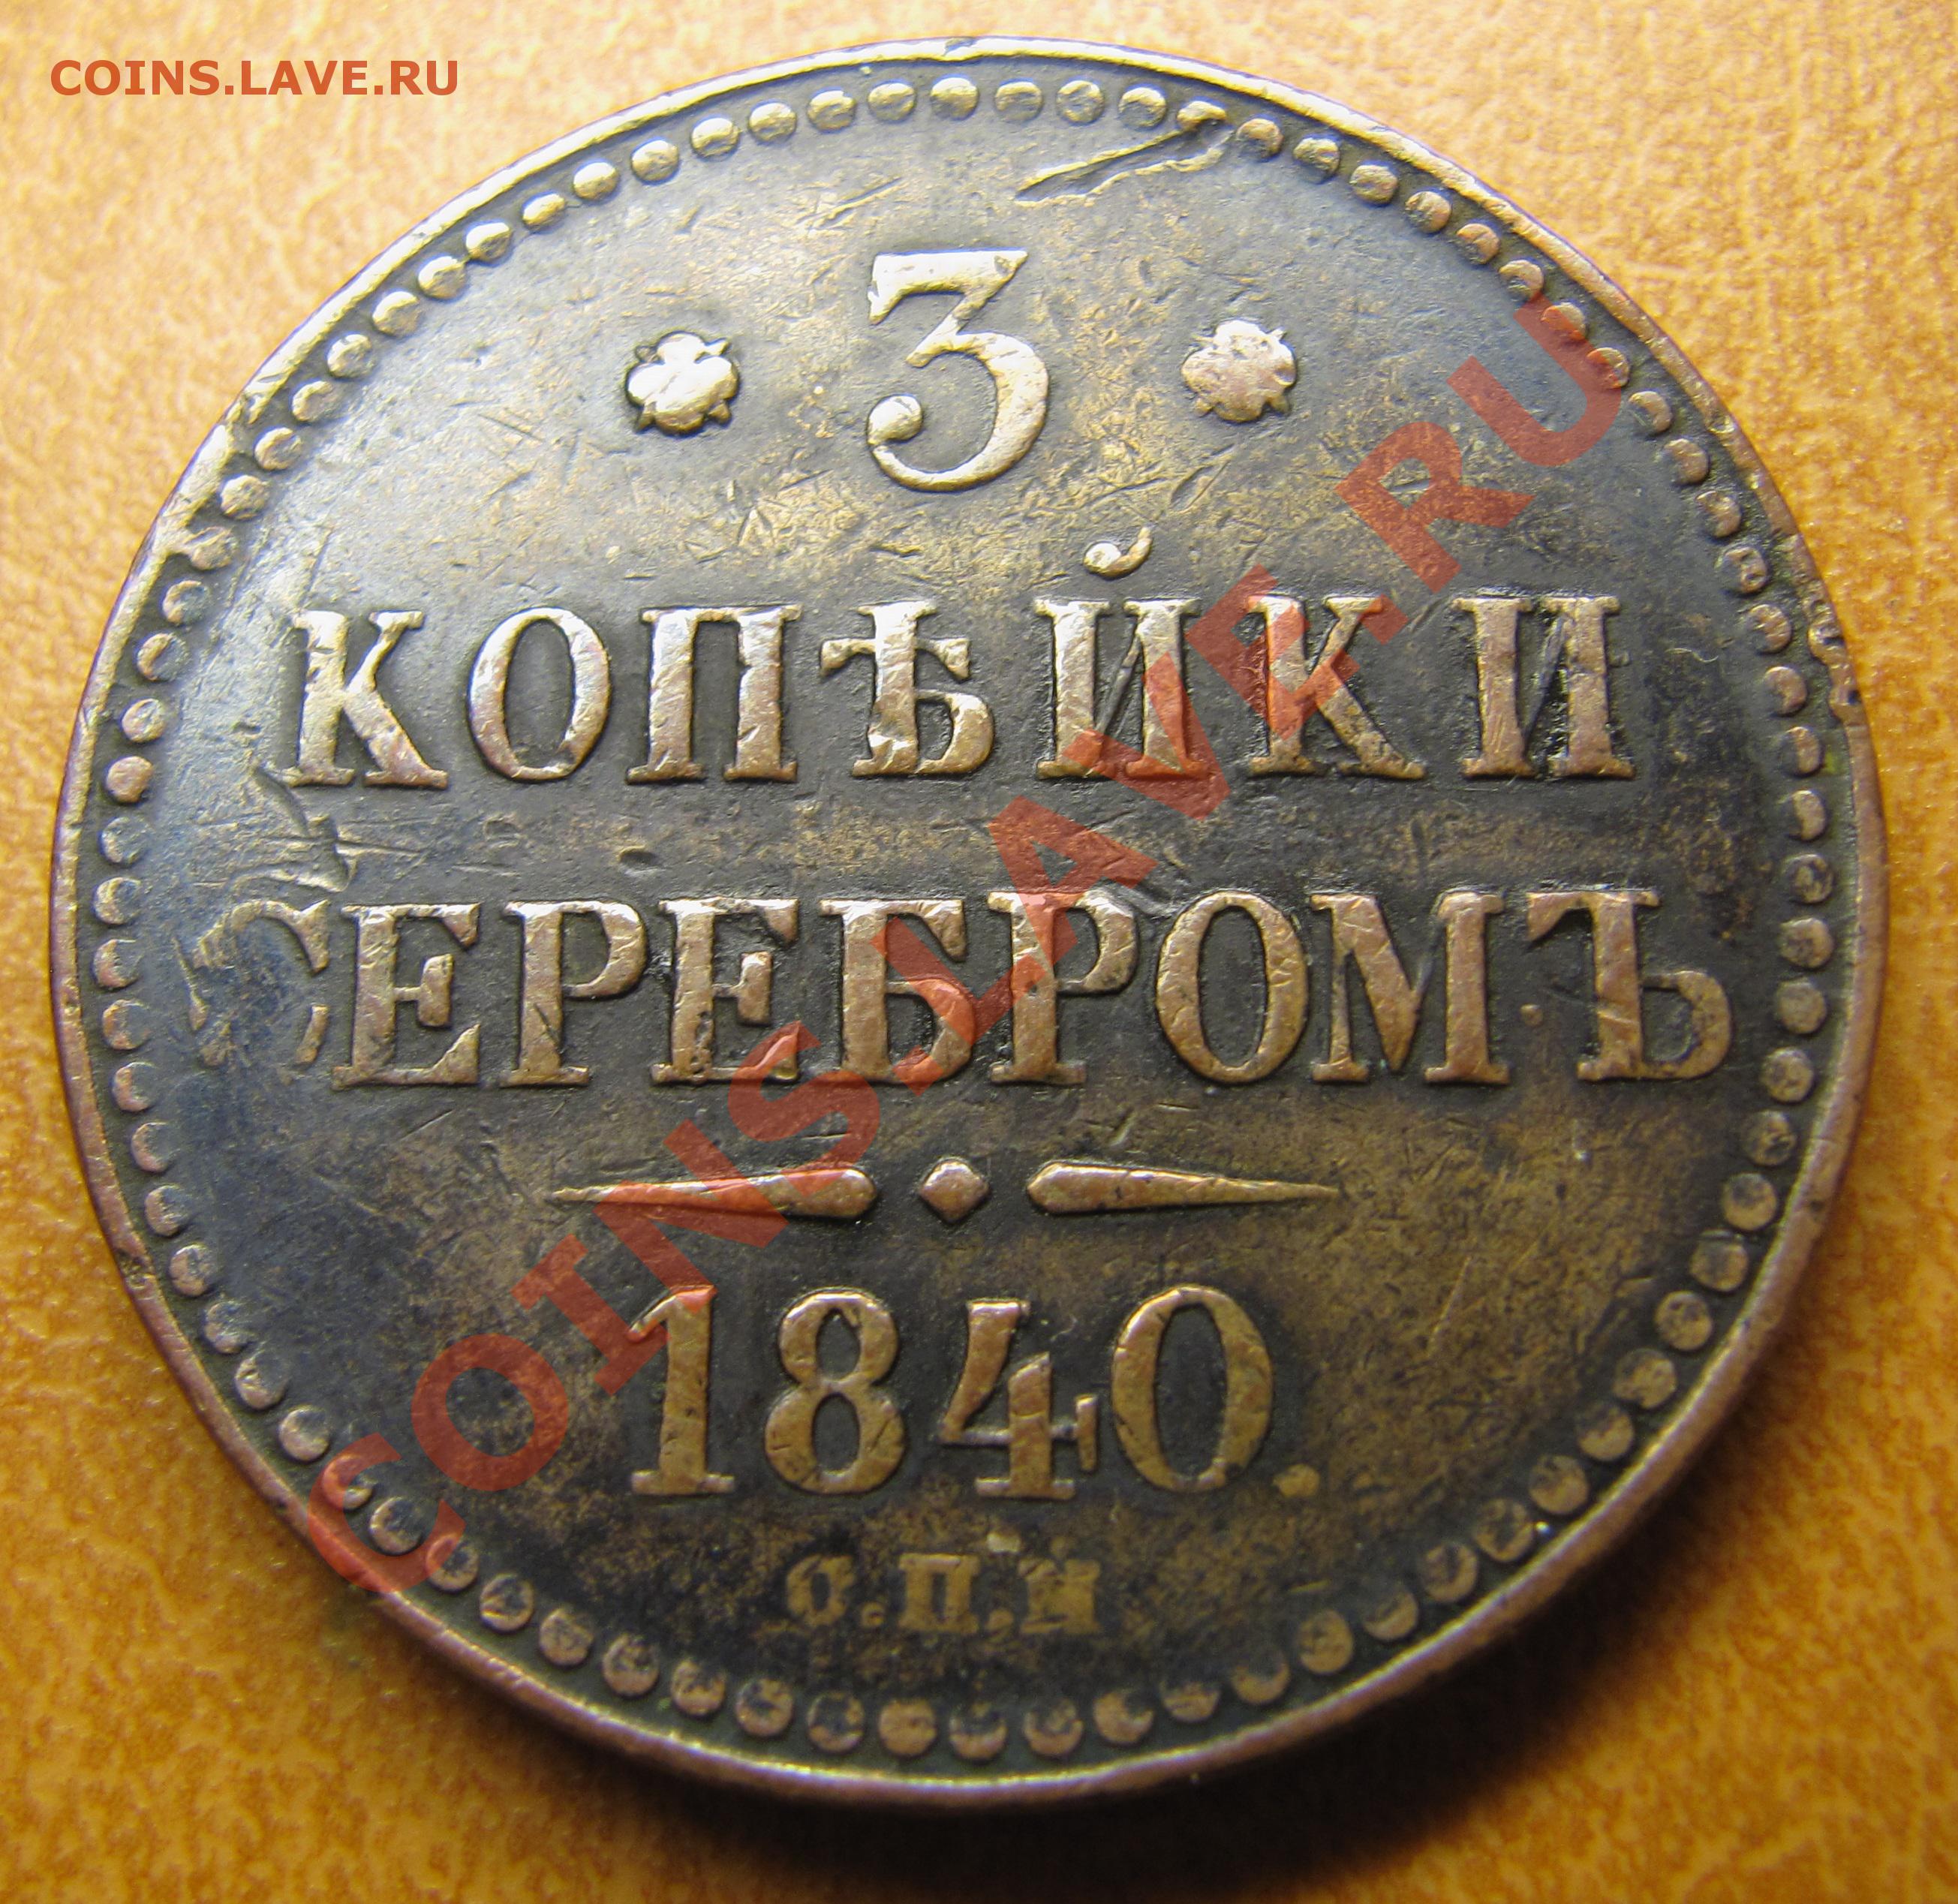 COINS.LAVE.RU
* 3 *
КОПѢЙКИ
СЕРЕБРОМЪ
1840.
С.П.М
COINS.LAVE.RU